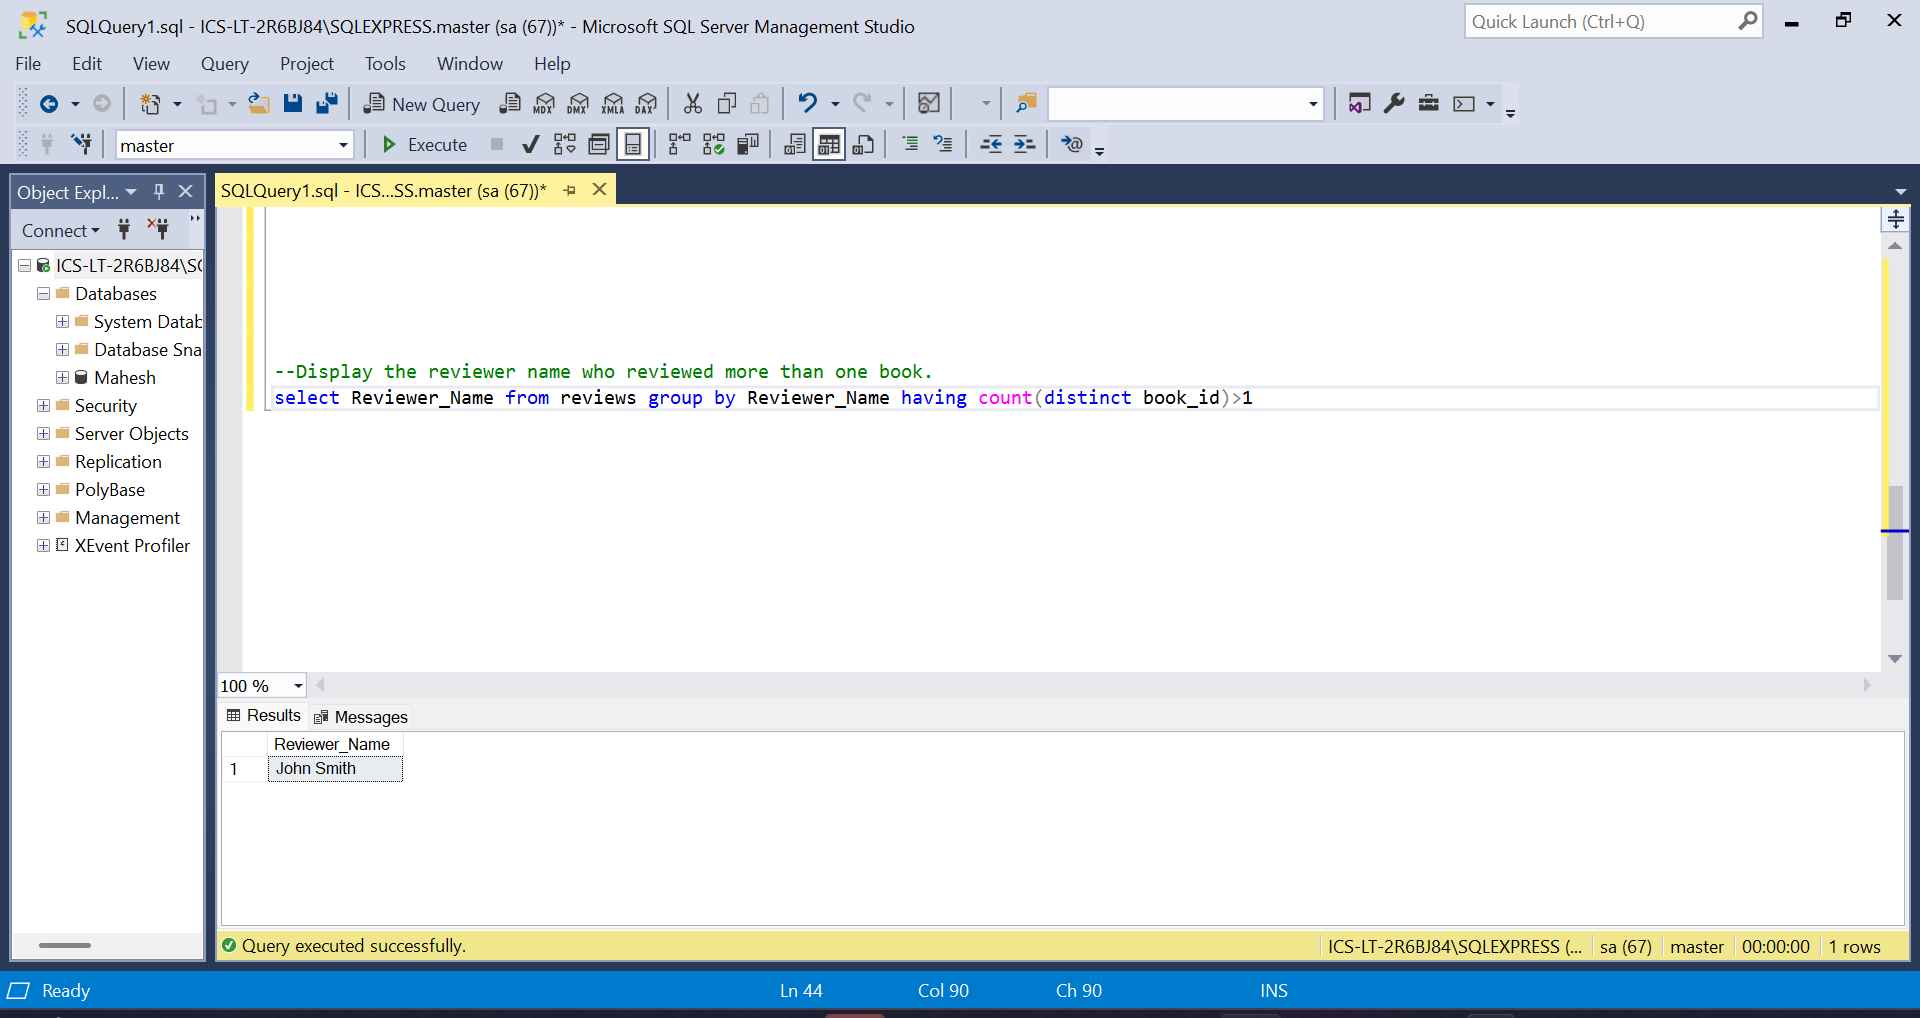 SQLQuery1.sql - ICS-LT-2R6BJ84\SQLEXPRESS.master (sa (67))* - Microsoft SQL Server Management Studio
Quick Launch (Ctrl+Q)
File Edit View Query Project Tools Window Help
New Query MDX DMX XMLA DAX
master Execute
Object Expl...
SQLQuery1.sql - ICS...SS.master (sa (67))*
Connect
ICS-LT-2R6BJ84\SC
Databases
System Datab
Database Sna
Mahesh
Security
Server Objects
Replication
PolyBase
Management
XEvent Profiler
--Display the reviewer name who reviewed more than one book.
select Reviewer_Name from reviews group by Reviewer_Name having count(distinct book_id)>1
100 %
Results Messages
Reviewer_Name
1 John Smith
Query executed successfully.
ICS-LT-2R6BJ84\SQLEXPRESS (... sa (67) master 00:00:00 1 rows
Ready Ln 44 Col 90 Ch 90 INS